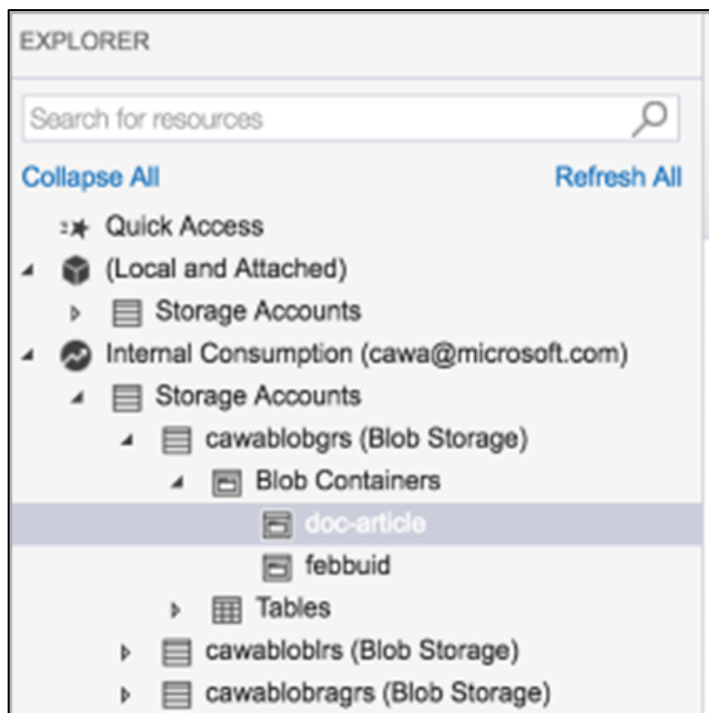 EXPLORER
Search for resources
Collapse All Refresh All
Quick Access
(Local and Attached)
Storage Accounts
Internal Consumption (cawa@microsoft.com)
Storage Accounts
cawablobgrs (Blob Storage)
Blob Containers
doc-article
febbuid
Tables
cawabloblrs (Blob Storage)
cawablobragrs (Blob Storage)